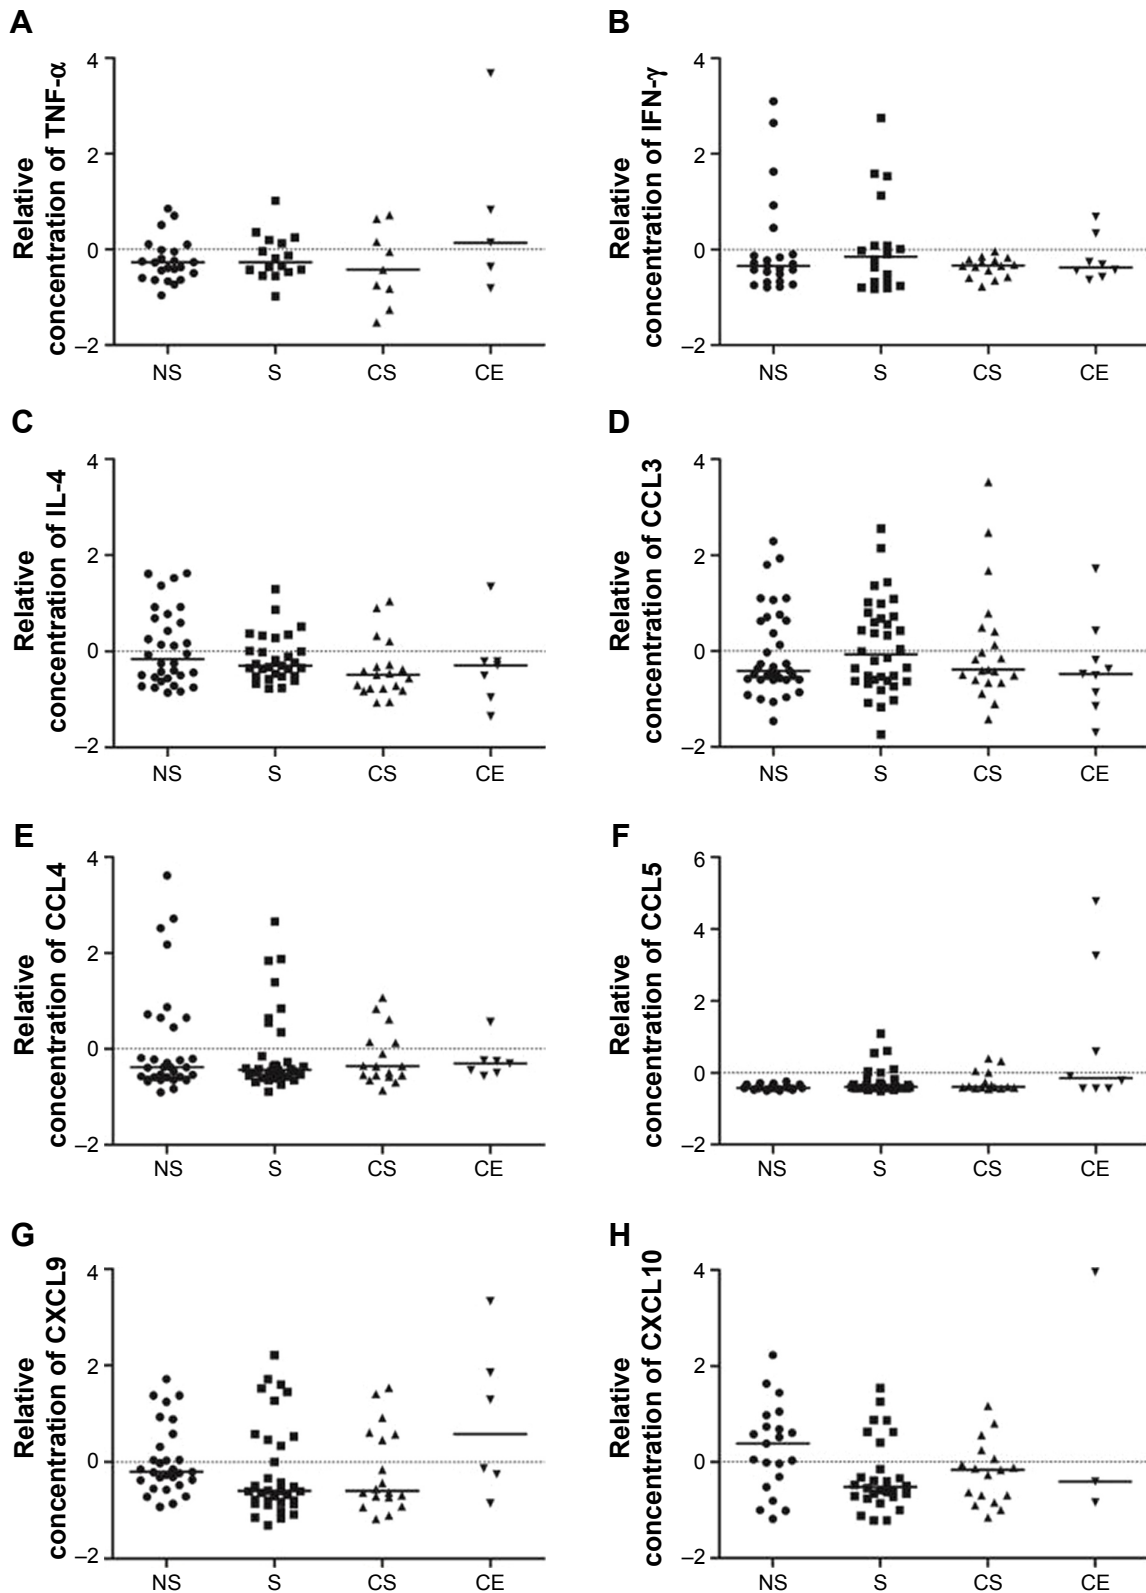 A
Relative
concentration of TNF-α
4
2
0
–2
NS S CS CE
B
Relative
concentration of IFN-γ
4
2
0
–2
NS S CS CE
C
Relative
concentration of IL-4
4
2
0
–2
NS S CS CE
D
Relative
concentration of CCL3
4
2
0
–2
NS S CS CE
E
Relative
concentration of CCL4
4
2
0
–2
NS S CS CE
F
Relative
concentration of CCL5
6
4
2
0
–2
NS S CS CE
G
Relative
concentration of CXCL9
4
2
0
–2
NS S CS CE
H
Relative
concentration of CXCL10
4
2
0
–2
NS S CS CE